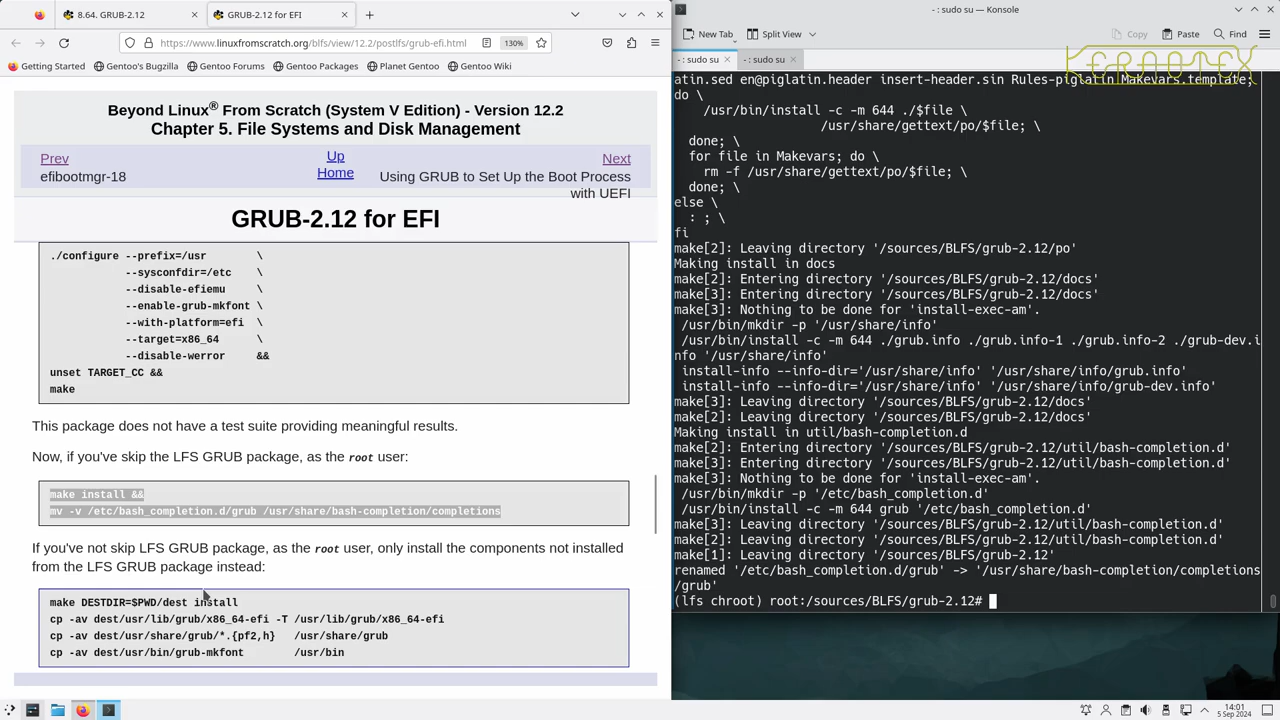 8.64. GRUB-2.12
GRUB-2.12 for EFI
https://www.linuxfromscratch.org/blfs/view/12.2/postlfs/grub-efi.html
130%
Getting Started
Gentoo's Bugzilla
Gentoo Forums
Gentoo Packages
Planet Gentoo
Gentoo Wiki
Beyond Linux® From Scratch (System V Edition) - Version 12.2
Chapter 5. File Systems and Disk Management
Prev
Up
Next
efibootmgr-18
Home
Using GRUB to Set Up the Boot Process
with UEFI
GRUB-2.12 for EFI
./configure --prefix=/usr \
--sysconfdir=/etc \
--disable-efiemu \
--enable-grub-mkfont \
--with-platform=efi \
--target=x86_64 \
--disable-werror &&
unset TARGET_CC &&
make
This package does not have a test suite providing meaningful results.
Now, if you've skip the LFS GRUB package, as the root user:
make install &&
mv -v /etc/bash_completion.d/grub /usr/share/bash-completion/completions
If you've not skip LFS GRUB package, as the root user, only install the components not installed
from the LFS GRUB package instead:
make DESTDIR=$PWD/dest install
cp -av dest/usr/lib/grub/x86_64-efi -T /usr/lib/grub/x86_64-efi
cp -av dest/usr/share/grub/*.{pf2,h} /usr/share/grub
cp -av dest/usr/bin/grub-mkfont /usr/bin
- : sudo su — Konsole
New Tab
Split View
Copy
Paste
Find
- : sudo su
- : sudo su
KERNOTEX
atin.sed en@piglatin.header insert-header.sin Rules-piglatin Makevars.template;
do \
/usr/bin/install -c -m 644 ./$file \
/usr/share/gettext/po/$file; \
done; \
for file in Makevars; do \
rm -f /usr/share/gettext/po/$file; \
done; \
else \
: ; \
fi
make[2]: Leaving directory '/sources/BLFS/grub-2.12/po'
Making install in docs
make[2]: Entering directory '/sources/BLFS/grub-2.12/docs'
make[3]: Entering directory '/sources/BLFS/grub-2.12/docs'
make[3]: Nothing to be done for 'install-exec-am'.
/usr/bin/mkdir -p '/usr/share/info'
/usr/bin/install -c -m 644 ./grub.info ./grub.info-1 ./grub.info-2 ./grub-dev.i
nfo '/usr/share/info'
install-info --info-dir='/usr/share/info' '/usr/share/info/grub.info'
install-info --info-dir='/usr/share/info' '/usr/share/info/grub-dev.info'
make[3]: Leaving directory '/sources/BLFS/grub-2.12/docs'
make[2]: Leaving directory '/sources/BLFS/grub-2.12/docs'
Making install in util/bash-completion.d
make[2]: Entering directory '/sources/BLFS/grub-2.12/util/bash-completion.d'
make[3]: Entering directory '/sources/BLFS/grub-2.12/util/bash-completion.d'
make[3]: Nothing to be done for 'install-exec-am'.
/usr/bin/mkdir -p '/etc/bash_completion.d'
/usr/bin/install -c -m 644 grub '/etc/bash_completion.d'
make[3]: Leaving directory '/sources/BLFS/grub-2.12/util/bash-completion.d'
make[2]: Leaving directory '/sources/BLFS/grub-2.12/util/bash-completion.d'
make[1]: Leaving directory '/sources/BLFS/grub-2.12'
renamed '/etc/bash_completion.d/grub' -> '/usr/share/bash-completion/completions
/grub'
(lfs chroot) root:/sources/BLFS/grub-2.12#
14:01
5 Sep 2024